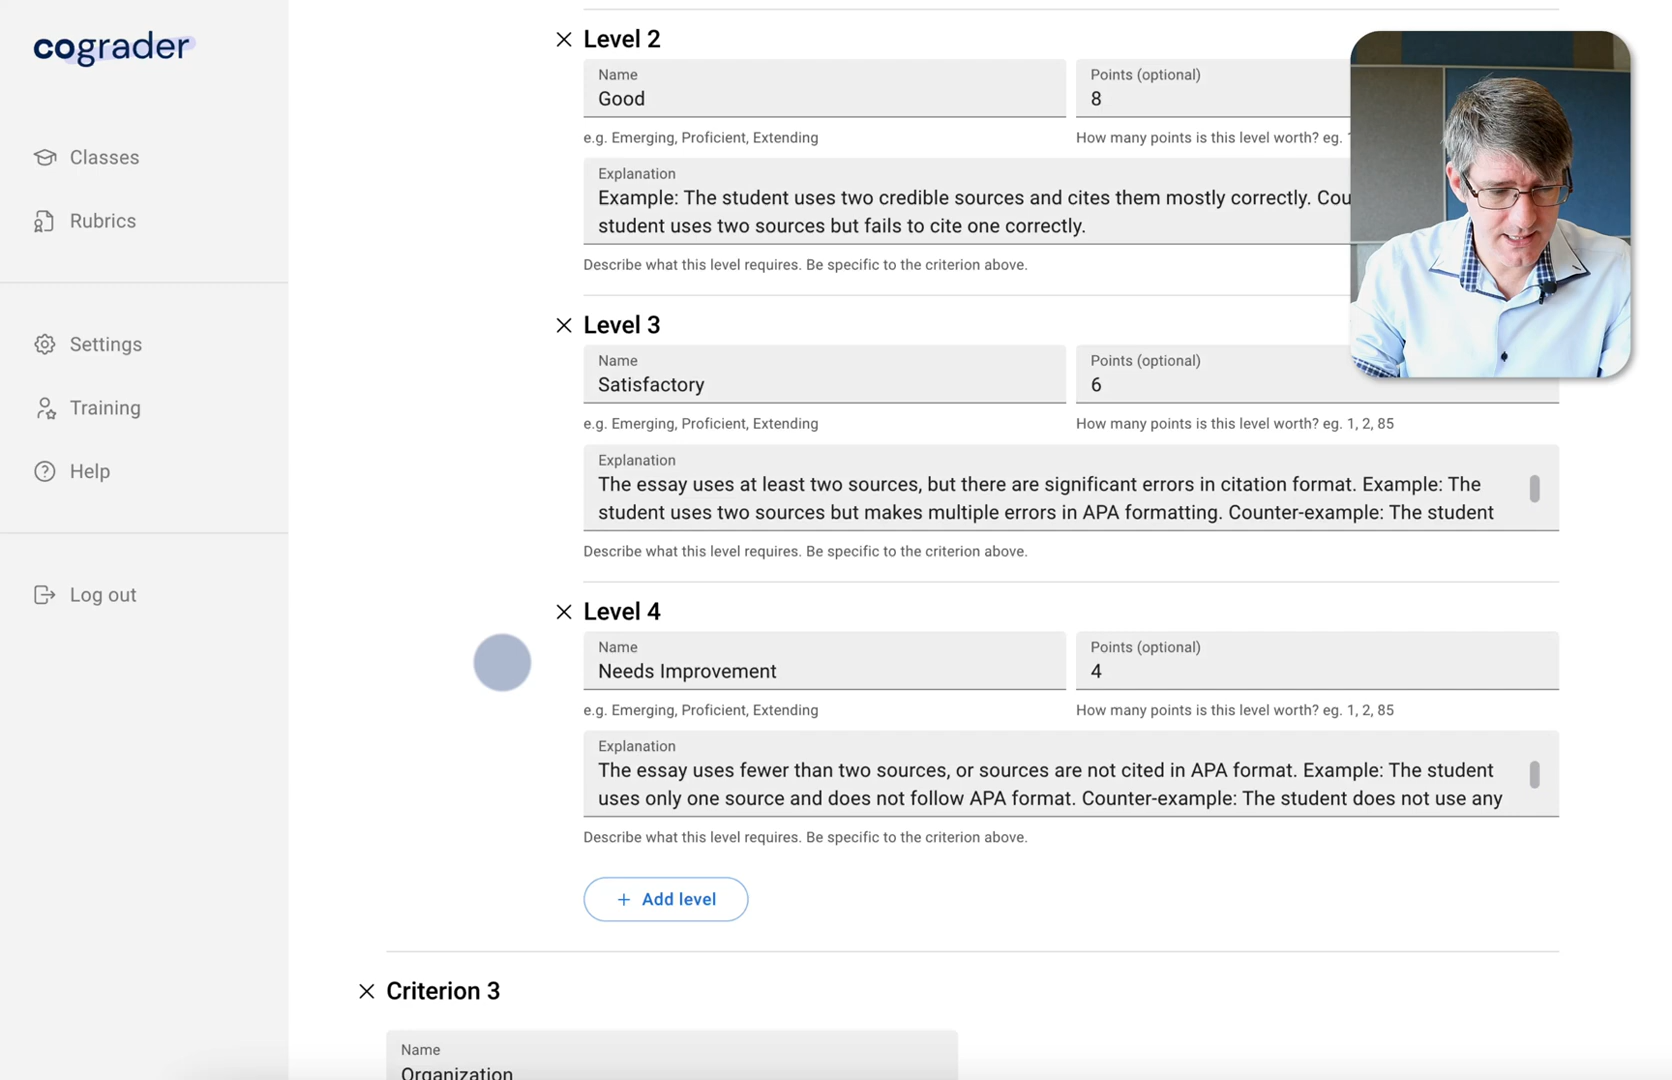 cograder
Classes
Rubrics
Settings
Training
Help
Log out
Level 2
Name
Good
Points (optional)
8
e.g. Emerging, Proficient, Extending
How many points is this level worth? eg.
Explanation
Example: The student uses two credible sources and cites them mostly correctly.
student uses two sources but fails to cite one correctly.
Describe what this level requires. Be specific to the criterion above.
Level 3
Name
Satisfactory
Points (optional)
6
e.g. Emerging, Proficient, Extending
How many points is this level worth? eg. 1, 2, 85
Explanation
The essay uses at least two sources, but there are significant errors in citation format. Example: The
student uses two sources but makes multiple errors in APA formatting. Counter-example: The student
Describe what this level requires. Be specific to the criterion above.
Level 4
Name
Needs Improvement
Points (optional)
4
e.g. Emerging, Proficient, Extending
How many points is this level worth? eg. 1, 2, 85
Explanation
The essay uses fewer than two sources, or sources are not cited in APA format. Example: The student
uses only one source and does not follow APA format. Counter-example: The student does not use any
Describe what this level requires. Be specific to the criterion above.
+ Add level
Criterion 3
Name
Organization